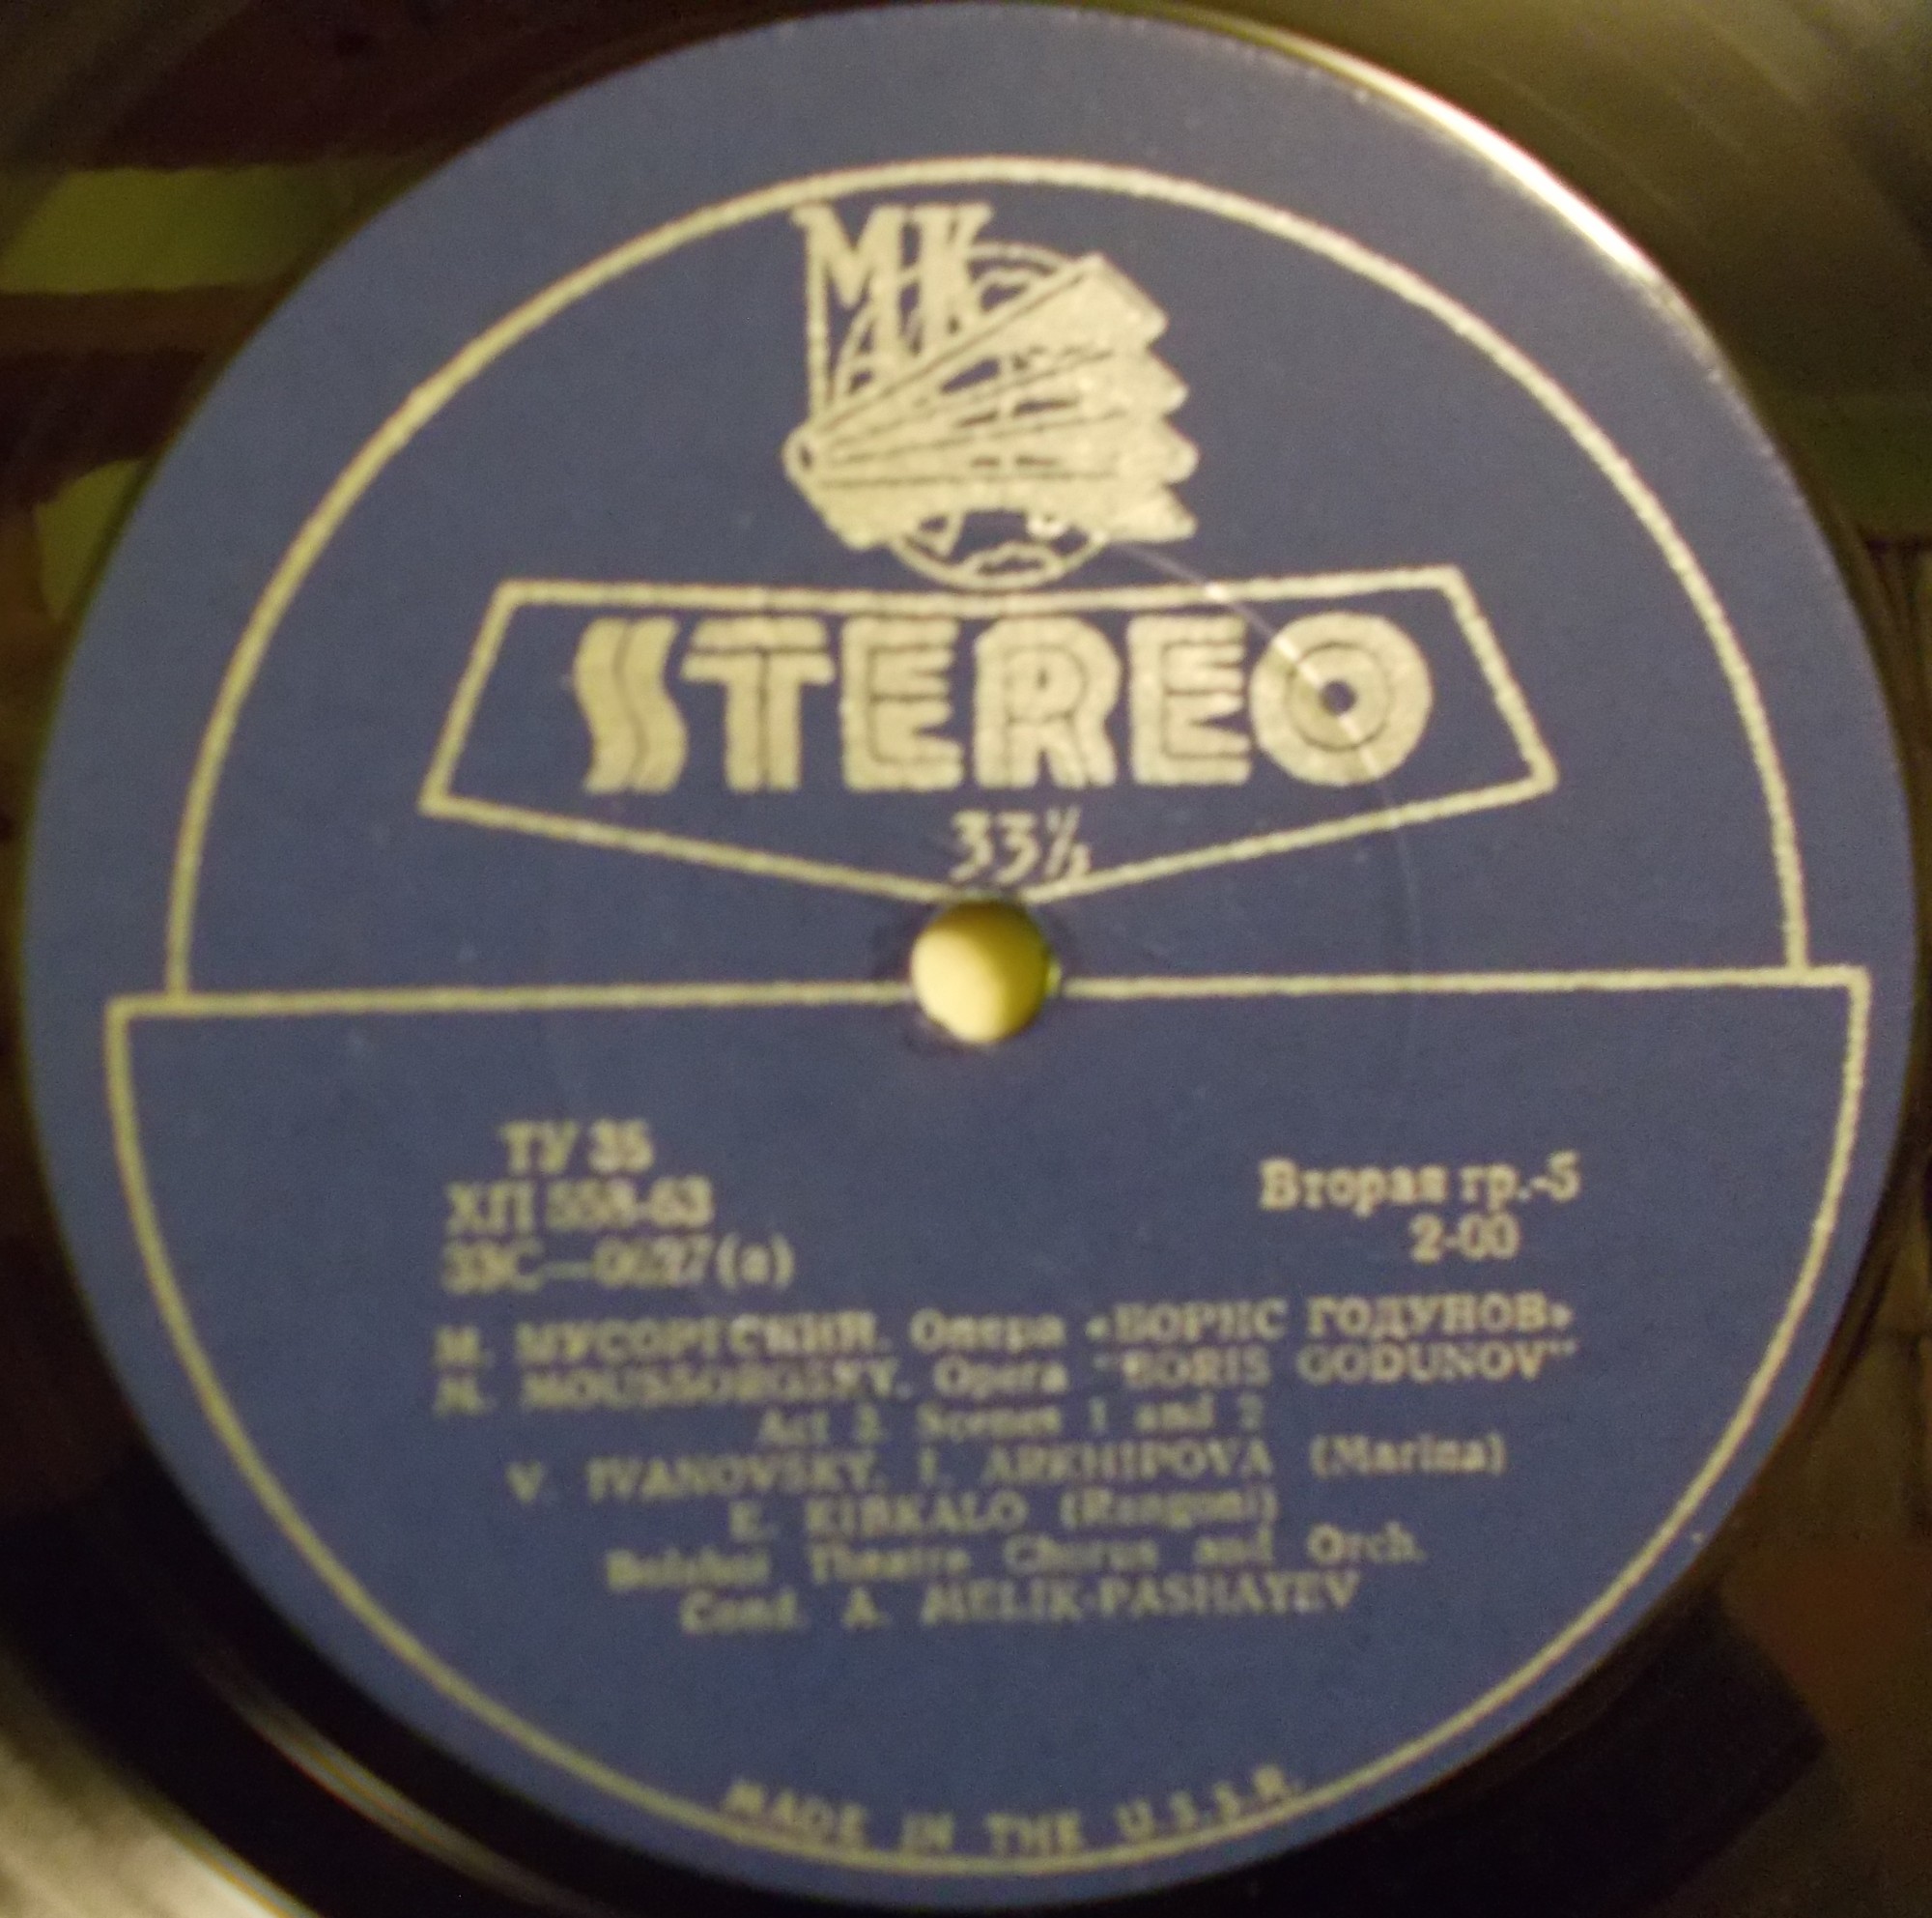 МК
STEREO
33⅓
ТУ 35
ХП 558-63
Вторая гр.-5
2-00
М. МУСОРГСКИЙ. Опера «БОРИС ГОДУНОВ»
M. MOUSSORGSKY. Opera "BORIS GODUNOV"
Act 3. Scenes 1 and 2
V. IVANOVSKY. I. ARKHIPOVA (Marina)
E. KIBKALO (Rangoni)
Bolshoi Theatre Chorus and Orch.
Cond. A. MELIK-PASHAYEV
MADE IN THE U.S.S.R.